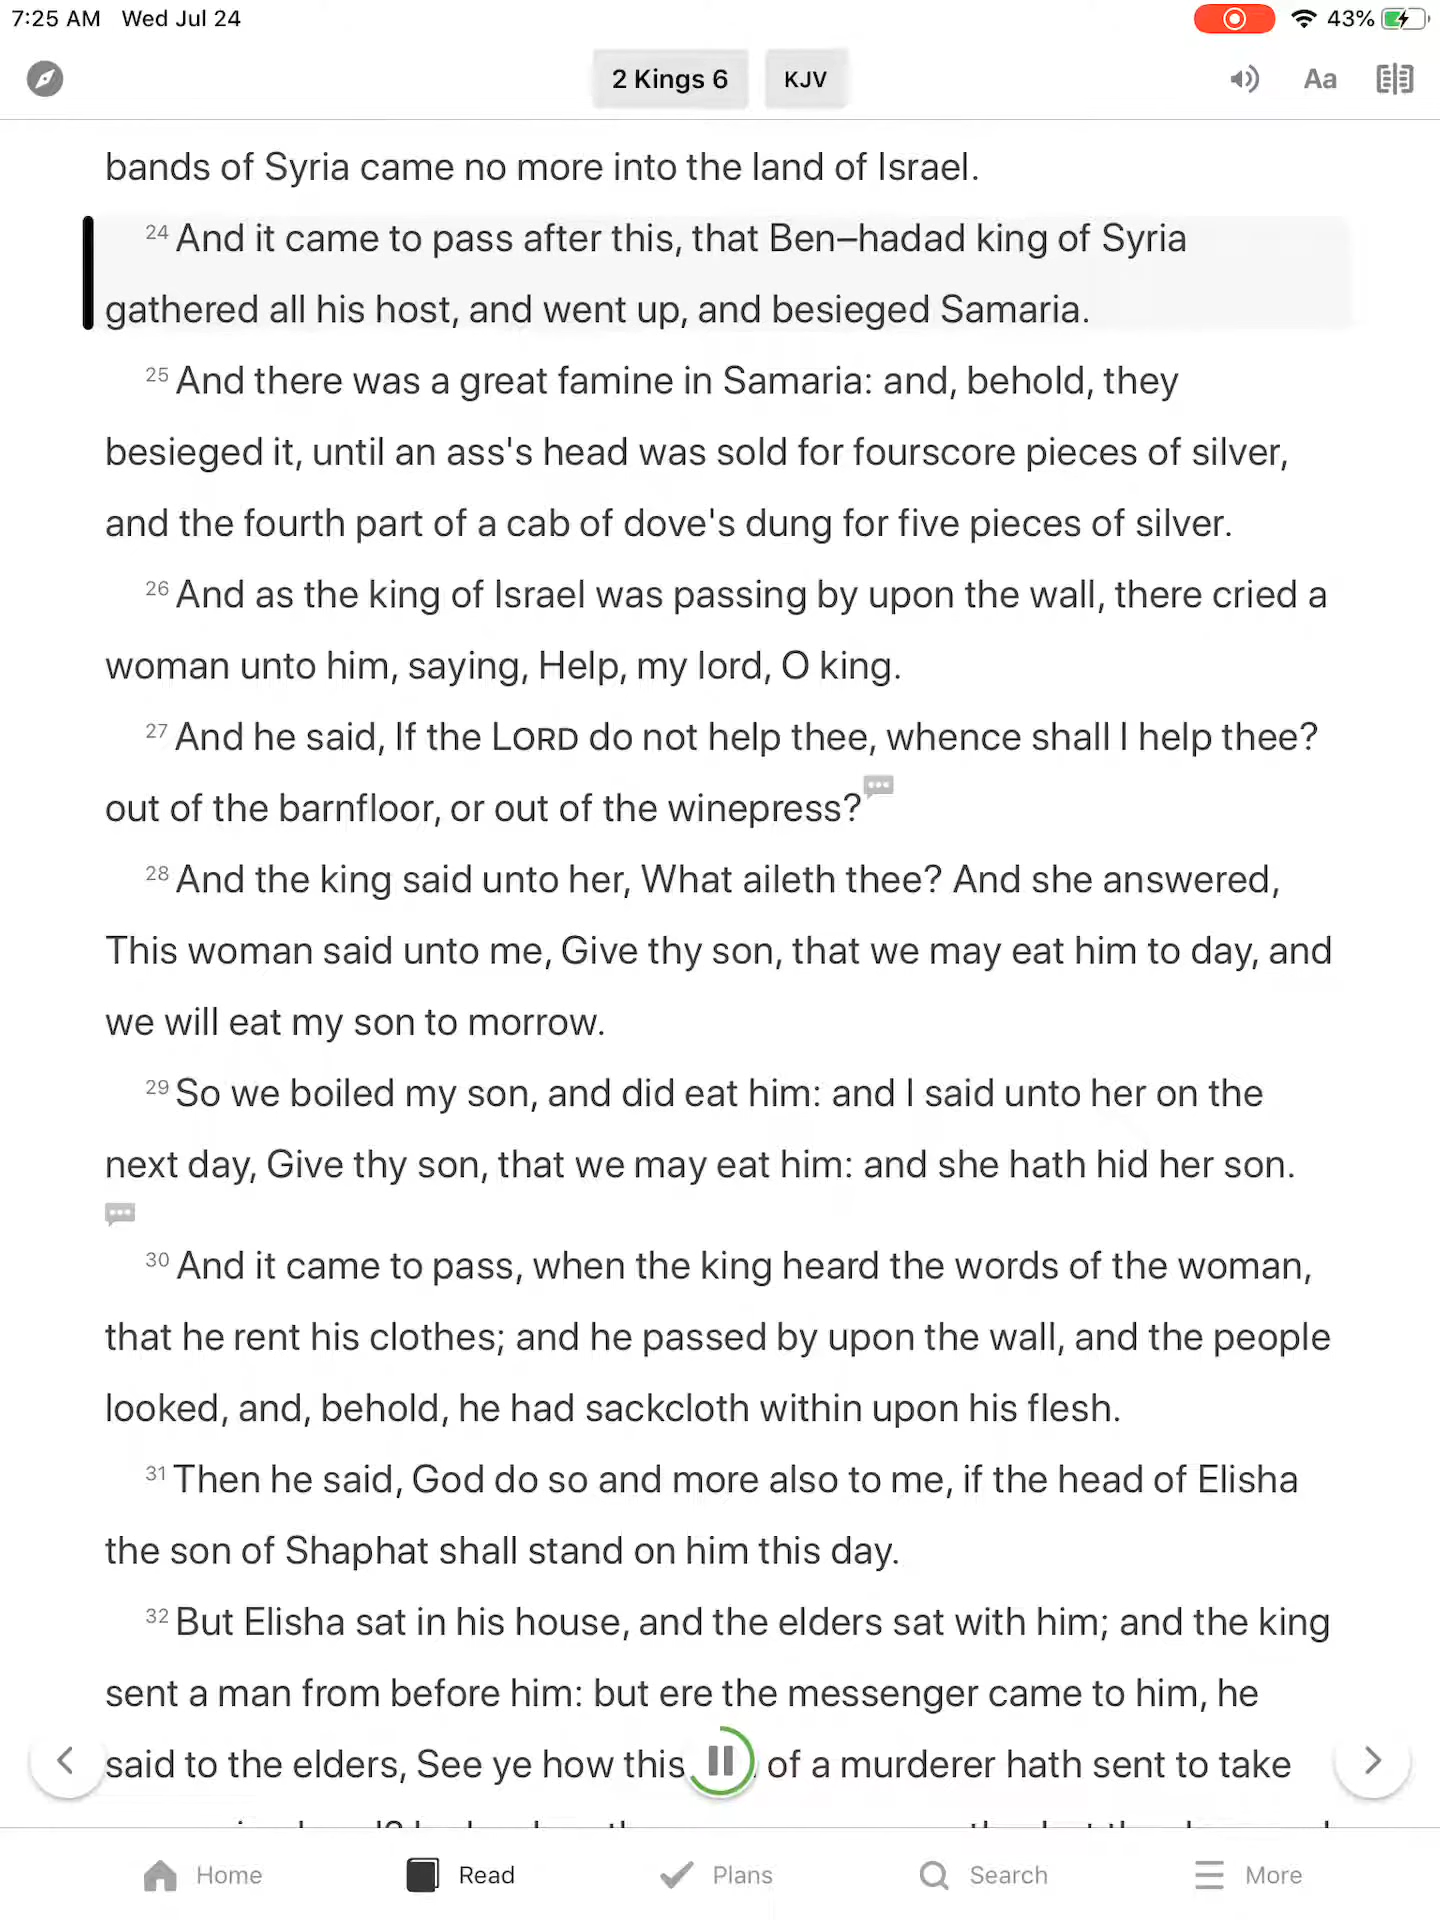 7:25 AM Wed Jul 24 43%
2 Kings 6 KJV Aa
bands of Syria came no more into the land of Israel.
24 And it came to pass after this, that Ben–hadad king of Syria
gathered all his host, and went up, and besieged Samaria.
25 And there was a great famine in Samaria: and, behold, they
besieged it, until an ass's head was sold for fourscore pieces of silver,
and the fourth part of a cab of dove's dung for five pieces of silver.
26 And as the king of Israel was passing by upon the wall, there cried a
woman unto him, saying, Help, my lord, O king.
27 And he said, If the LORD do not help thee, whence shall I help thee?
out of the barnfloor, or out of the winepress?
28 And the king said unto her, What aileth thee? And she answered,
This woman said unto me, Give thy son, that we may eat him to day, and
we will eat my son to morrow.
29 So we boiled my son, and did eat him: and I said unto her on the
next day, Give thy son, that we may eat him: and she hath hid her son.
30 And it came to pass, when the king heard the words of the woman,
that he rent his clothes; and he passed by upon the wall, and the people
looked, and, behold, he had sackcloth within upon his flesh.
31 Then he said, God do so and more also to me, if the head of Elisha
the son of Shaphat shall stand on him this day.
32 But Elisha sat in his house, and the elders sat with him; and the king
sent a man from before him: but ere the messenger came to him, he
said to the elders, See ye how this of a murderer hath sent to take
Home Read Plans Search More